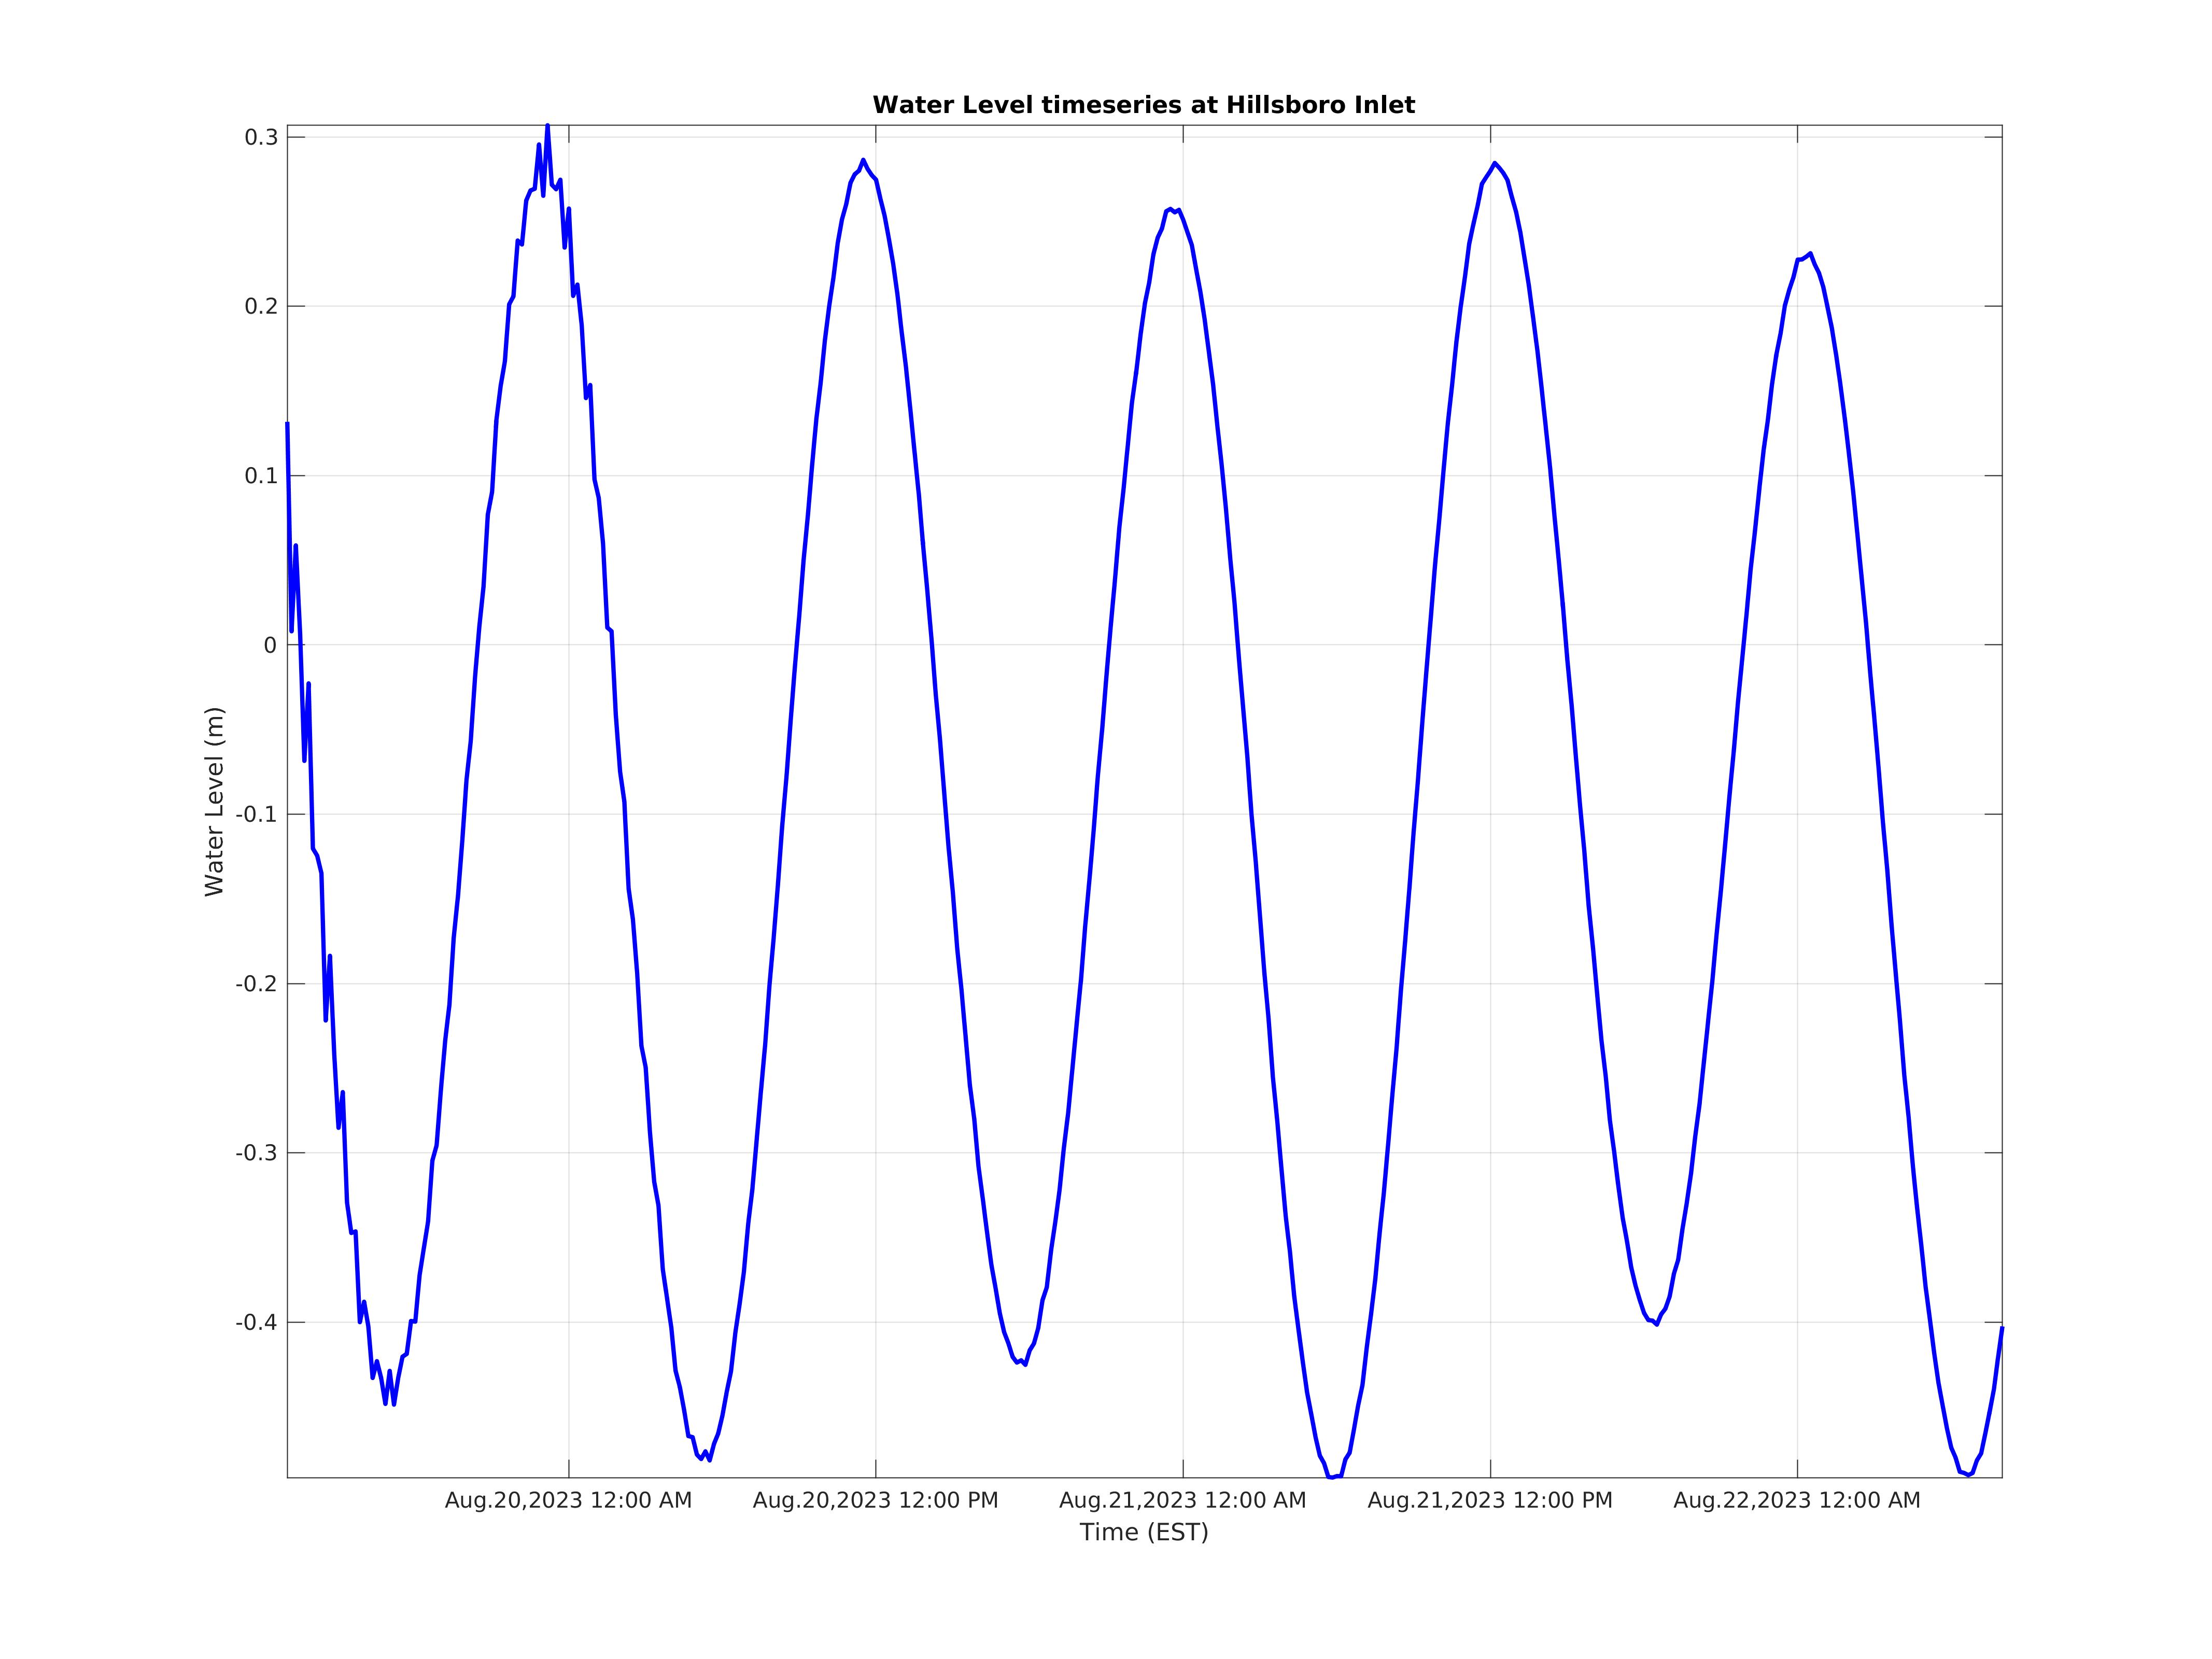 Water Level timeseries at Hillsboro Inlet
0.3
0.2
0.1
0
-0.1
-0.2
-0.3
-0.4
Water Level (m)
Aug.20,2023 12:00 AM
Aug.20,2023 12:00 PM
Aug.21,2023 12:00 AM
Aug.21,2023 12:00 PM
Aug.22,2023 12:00 AM
Time (EST)